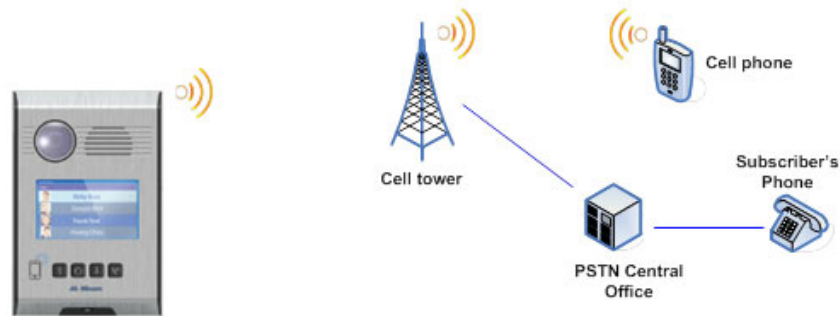 Cell phone
Cell tower
Subscriber's
Phone
PSTN Central
Office